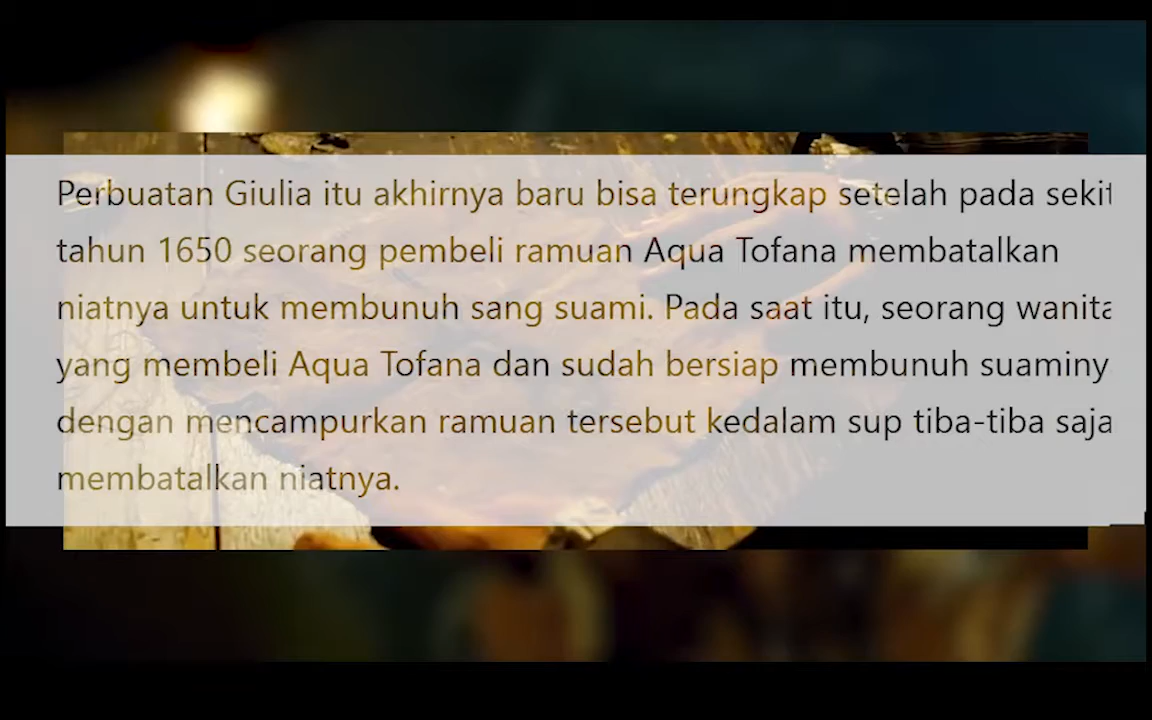 Perbuatan Giulia itu akhirnya baru bisa terungkap setelah pada sekit
tahun 1650 seorang pembeli ramuan Aqua Tofana membatalkan
niatnya untuk membunuh sang suami. Pada saat itu, seorang wanita
yang membeli Aqua Tofana dan sudah bersiap membunuh suaminy
dengan mencampurkan ramuan tersebut kedalam sup tiba-tiba saja
membatalkan niatnya.